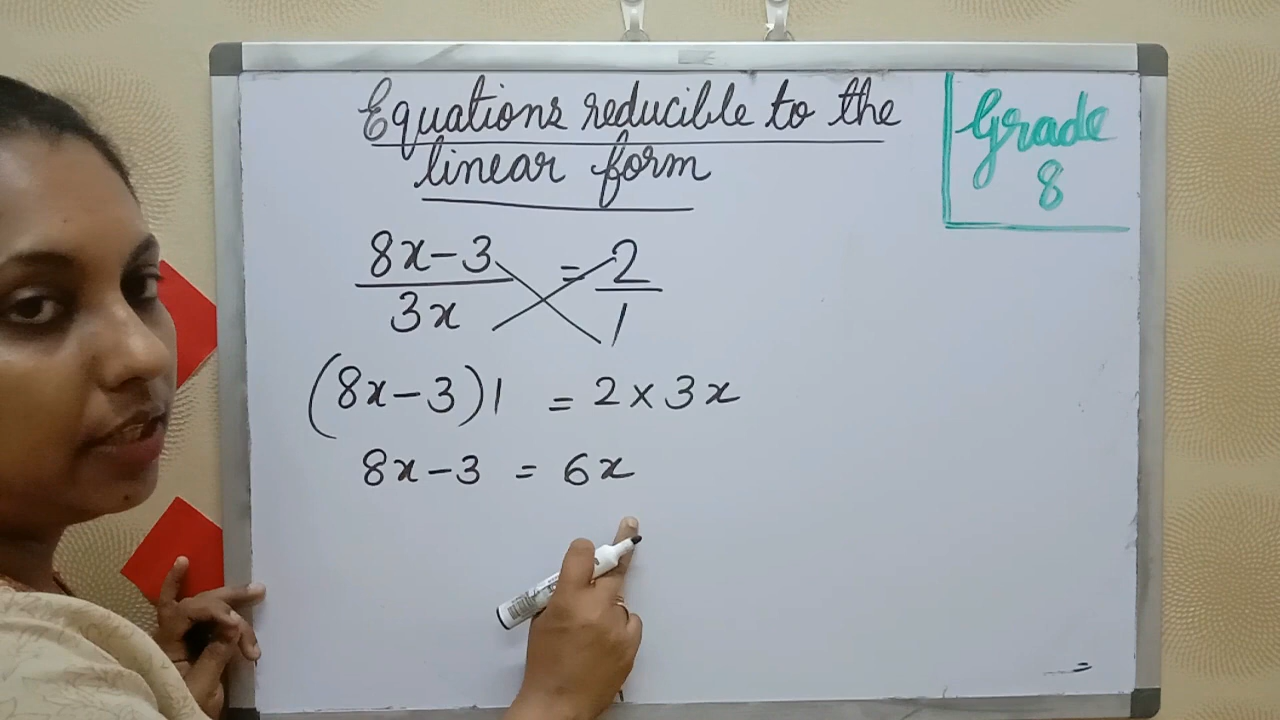 Equations reducible to the
linear form
Grade
8
8x-3 = 2
3x 1
(8x-3)1 = 2×3x
8x-3 = 6x
=